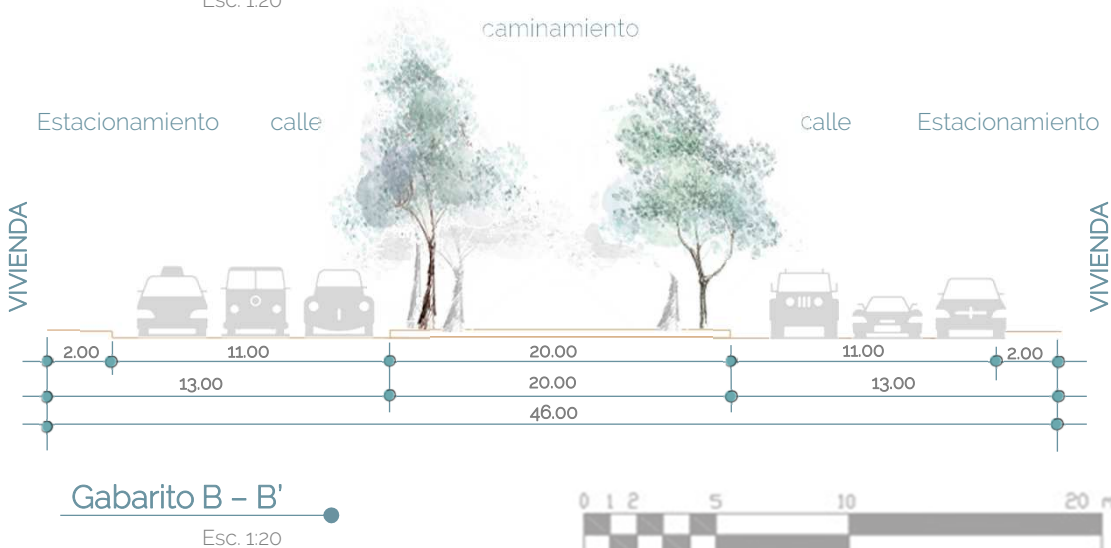 Esc. 1:20
caminamiento
Estacionamiento calle calle Estacionamiento
VIVIENDA VIVIENDA
2.00 11.00 20.00 11.00 2.00
13.00 20.00 13.00
46.00
Gabarito B – B’
Esc. 1:20
0 1 2 5 10 20 m